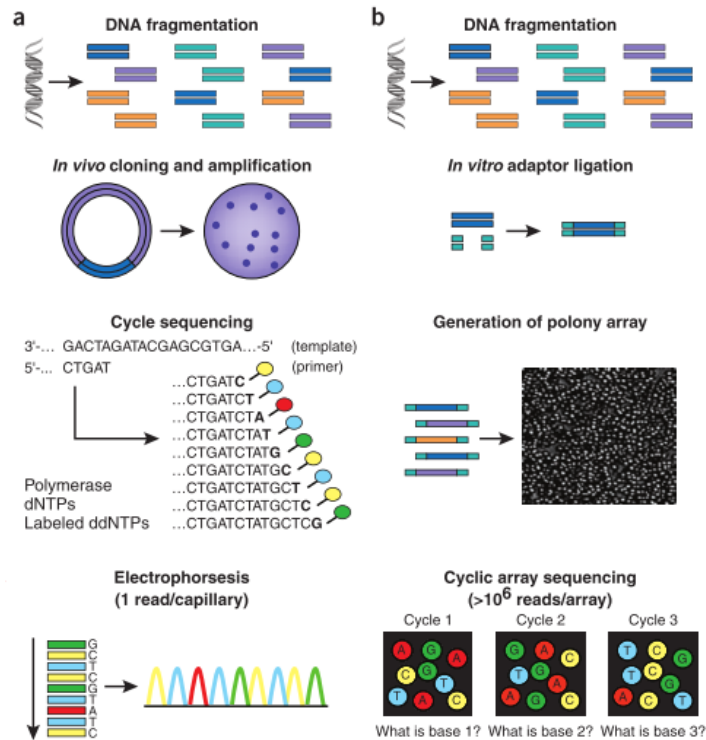 a
DNA fragmentation
In vivo cloning and amplification
Cycle sequencing
3'-... GACTAGATACGAGCGTGA...-5' (template)
5'-... CTGAT (primer)
...CTGATC
...CTGATCT
...CTGATCTA
...CTGATCTAT
...CTGATCTATG
...CTGATCTATGC
...CTGATCTATGCT
...CTGATCTATGCTC
...CTGATCTATGCTCG
Polymerase
dNTPs
Labeled ddNTPs
Electrophorsesis
(1 read/capillary)
G
C
T
C
G
T
A
T
C
b
DNA fragmentation
In vitro adaptor ligation
Generation of polony array
Cyclic array sequencing
(>10⁶ reads/array)
Cycle 1
A G A
C G
T T
A C
What is base 1?
Cycle 2
G A C
T G
A G A C
What is base 2?
Cycle 3
T C
T C G
A C T
What is base 3?